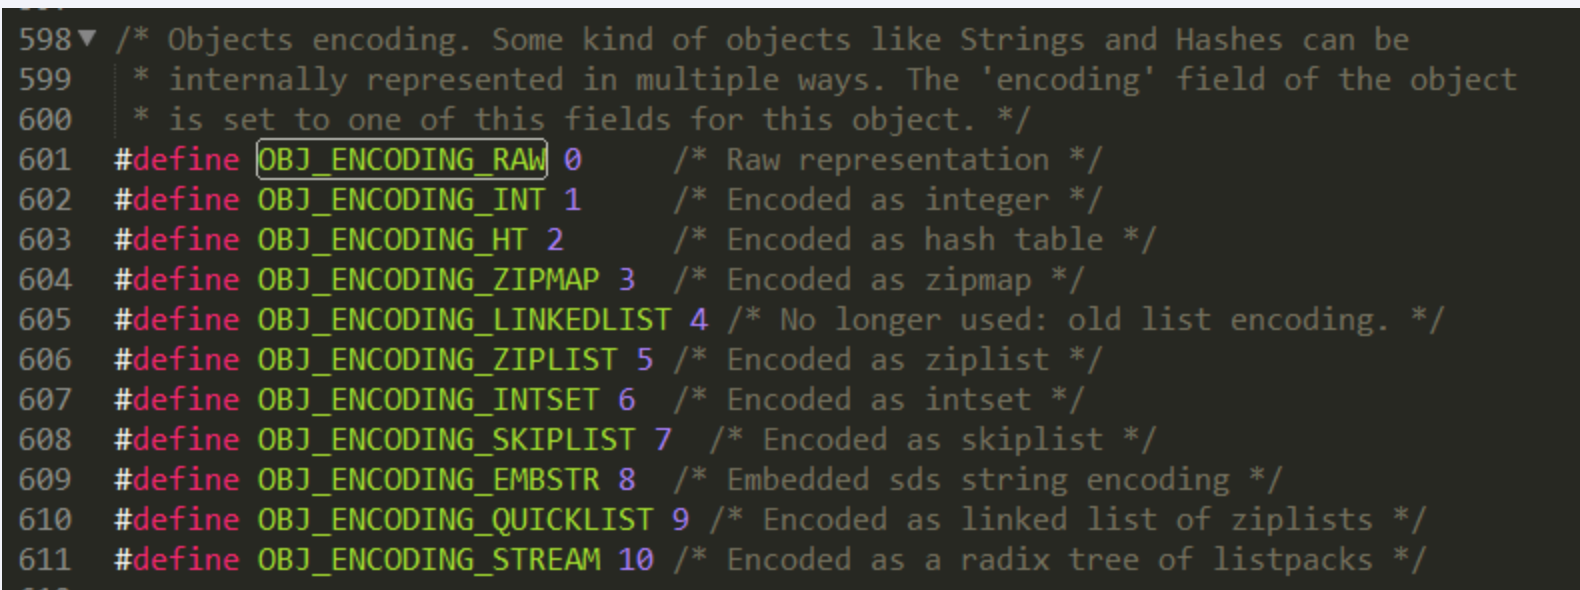 598 /* Objects encoding. Some kind of objects like Strings and Hashes can be
599 * internally represented in multiple ways. The 'encoding' field of the object
600 * is set to one of this fields for this object. */
601 #define OBJ_ENCODING_RAW 0 /* Raw representation */
602 #define OBJ_ENCODING_INT 1 /* Encoded as integer */
603 #define OBJ_ENCODING_HT 2 /* Encoded as hash table */
604 #define OBJ_ENCODING_ZIPMAP 3 /* Encoded as zipmap */
605 #define OBJ_ENCODING_LINKEDLIST 4 /* No longer used: old list encoding. */
606 #define OBJ_ENCODING_ZIPLIST 5 /* Encoded as ziplist */
607 #define OBJ_ENCODING_INTSET 6 /* Encoded as intset */
608 #define OBJ_ENCODING_SKIPLIST 7 /* Encoded as skiplist */
609 #define OBJ_ENCODING_EMBSTR 8 /* Embedded sds string encoding */
610 #define OBJ_ENCODING_QUICKLIST 9 /* Encoded as linked list of ziplists */
611 #define OBJ_ENCODING_STREAM 10 /* Encoded as a radix tree of listpacks */